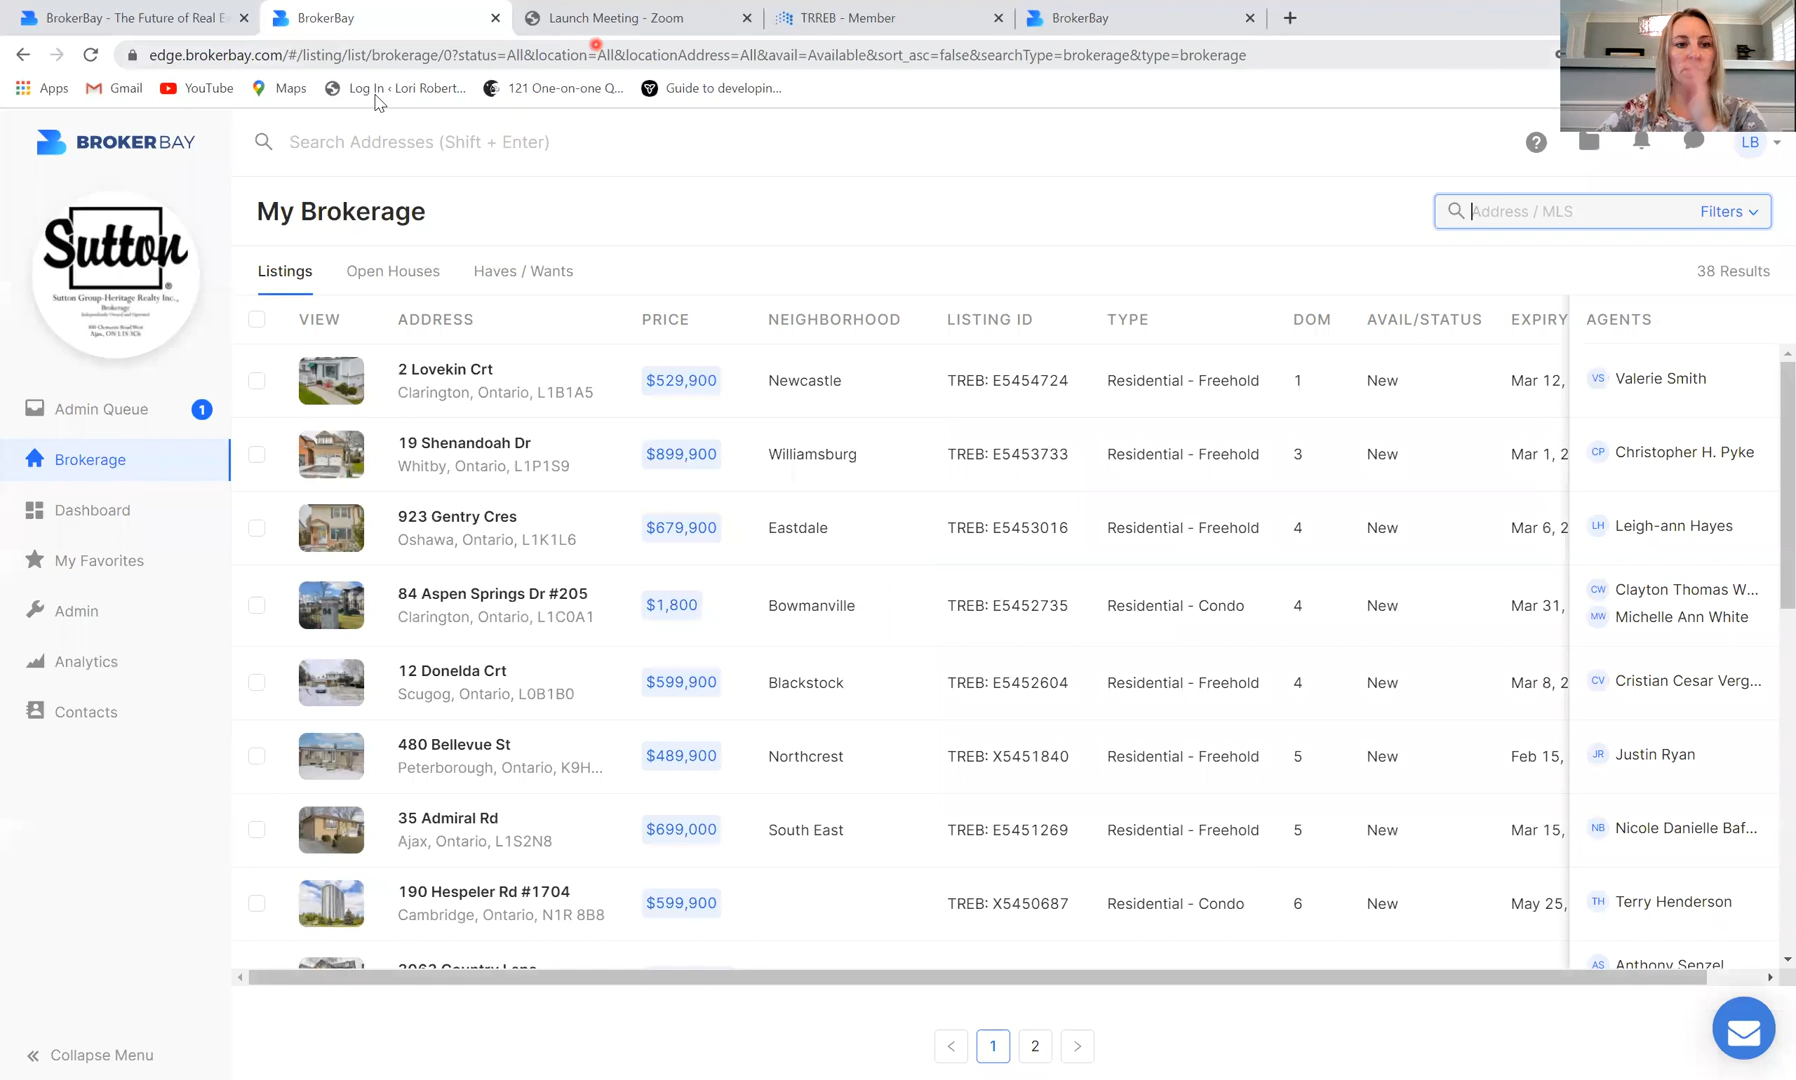 BrokerBay - The Future of Real E
BrokerBay
Launch Meeting - Zoom
TRREB - Member
BrokerBay
edge.brokerbay.com/#/listing/list/brokerage/0?status=All&location=All&locationAddress=All&avail=Available&sort_asc=false&searchType=brokerage&type=brokerage
Apps
Gmail
YouTube
Maps
Log In ‹ Lori Robert...
121 One-on-one Q...
Guide to developin...
BROKERBAY
Search Addresses (Shift + Enter)
LB
Sutton
Sutton Group-Heritage Realty Inc.,
Brokerage
Independently Owned and Operated
Ajax, ON L1S 3C6
My Brokerage
Address / MLS
Filters
Listings
Open Houses
Haves / Wants
38 Results
VIEW ADDRESS PRICE NEIGHBORHOOD LISTING ID TYPE DOM AVAIL/STATUS EXPIRY AGENTS
2 Lovekin Crt
Clarington, Ontario, L1B1A5
$529,900 Newcastle TREB: E5454724 Residential - Freehold 1 New Mar 12, VS Valerie Smith
19 Shenandoah Dr
Whitby, Ontario, L1P1S9
$899,900 Williamsburg TREB: E5453733 Residential - Freehold 3 New Mar 1, 2 CP Christopher H. Pyke
923 Gentry Cres
Oshawa, Ontario, L1K1L6
$679,900 Eastdale TREB: E5453016 Residential - Freehold 4 New Mar 6, 2 LH Leigh-ann Hayes
84 Aspen Springs Dr #205
Clarington, Ontario, L1C0A1
$1,800 Bowmanville TREB: E5452735 Residential - Condo 4 New Mar 31, CW Clayton Thomas W...
MW Michelle Ann White
12 Donelda Crt
Scugog, Ontario, L0B1B0
$599,900 Blackstock TREB: E5452604 Residential - Freehold 4 New Mar 8, 2 CV Cristian Cesar Verg...
480 Bellevue St
Peterborough, Ontario, K9H...
$489,900 Northcrest TREB: X5451840 Residential - Freehold 5 New Feb 15, JR Justin Ryan
35 Admiral Rd
Ajax, Ontario, L1S2N8
$699,000 South East TREB: E5451269 Residential - Freehold 5 New Mar 15, NB Nicole Danielle Baf...
190 Hespeler Rd #1704
Cambridge, Ontario, N1R 8B8
$599,900 TREB: X5450687 Residential - Condo 6 New May 25, TH Terry Henderson
Country Lane
AS Anthony Senzel
Admin Queue 1
Brokerage
Dashboard
My Favorites
Admin
Analytics
Contacts
Collapse Menu
< 1 2 >